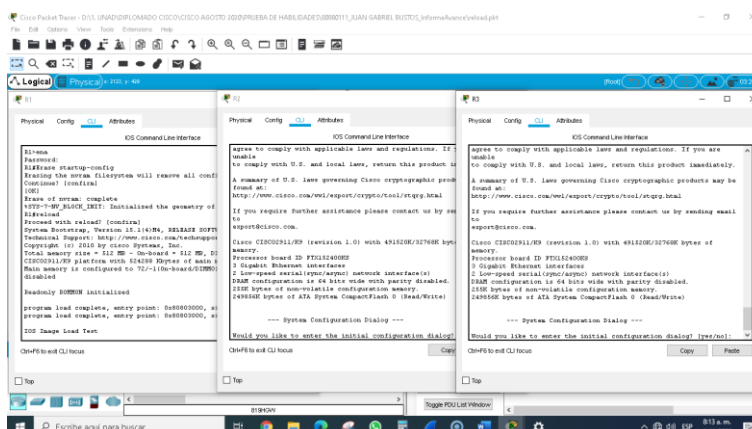 Cisco Packet Tracer - D:\1. UNAD\DIPLOMADO CISCO\CISCO AGOSTO 2020\PRUEBA DE HABILIDADES\80980111_JUAN GABRIEL BUSTOS_InformeAvance\reload.pkt
File Edit Options View Tools Extensions Help
Logical Physical x: 2123, y: 428 [Root]
R1
Physical Config CLI Attributes
IOS Command Line Interface
R1>ena
Password:
R1#erase startup-config
Erasing the nvram filesystem will remove all conf
Continue? [confirm]
[OK]
Erase of nvram: complete
%SYS-7-NV_BLOCK_INIT: Initialized the geometry of
R1#reload
Proceed with reload? [confirm]
System Bootstrap, Version 15.1(4)M4, RELEASE SOFT
Technical Support: http://www.cisco.com/techsuppor
Copyright (c) 2010 by cisco Systems, Inc.
Total memory size = 512 MB - On-board = 512 MB,
CISCO2911/K9 platform with 524288 Kbytes of main
Main memory is configured to 72/-1(On-board/DIMM0)
disabled
Readonly ROMMON initialized
program load complete, entry point: 0x80803000,
program load complete, entry point: 0x80803000,
IOS Image Load Test
Ctrl+F6 to exit CLI focus
Top
R2
Physical Config CLI Attributes
IOS Command Line Interface
agree to comply with applicable laws and regulations. If
unable
to comply with U.S. and local laws, return this product
A summary of U.S. laws governing Cisco cryptographic prod
found at:
http://www.cisco.com/wwl/export/crypto/tool/stqrg.html
If you require further assistance please contact us by
to
export@cisco.com.
Cisco CISCO2911/K9 (revision 1.0) with 491520K/32768K
memory.
Processor board ID FTX152400KS
3 Gigabit Ethernet interfaces
2 Low-speed serial(sync/async) network interface(s)
DRAM configuration is 64 bits wide with parity disabled.
255K bytes of non-volatile configuration memory.
249856K bytes of ATA System CompactFlash 0 (Read/Write)
--- System Configuration Dialog ---
Would you like to enter the initial configuration dialog?
Ctrl+F6 to exit CLI focus
Copy
Top
R3
Physical Config CLI Attributes
IOS Command Line Interface
agree to comply with applicable laws and regulations. If you are
unable
to comply with U.S. and local laws, return this product immediately.
A summary of U.S. laws governing Cisco cryptographic products may be
found at:
http://www.cisco.com/wwl/export/crypto/tool/stqrg.html
If you require further assistance please contact us by sending email
to
export@cisco.com.
Cisco CISCO2911/K9 (revision 1.0) with 491520K/32768K bytes of
memory.
Processor board ID FTX152400KS
3 Gigabit Ethernet interfaces
2 Low-speed serial(sync/async) network interface(s)
DRAM configuration is 64 bits wide with parity disabled.
255K bytes of non-volatile configuration memory.
249856K bytes of ATA System CompactFlash 0 (Read/Write)
--- System Configuration Dialog ---
Would you like to enter the initial configuration dialog? [yes/no]:
Ctrl+F6 to exit CLI focus
Copy Paste
Top
819HGW
Toggle PDU List Window
Escribe aquí para buscar
ESP
8:13 a. m.